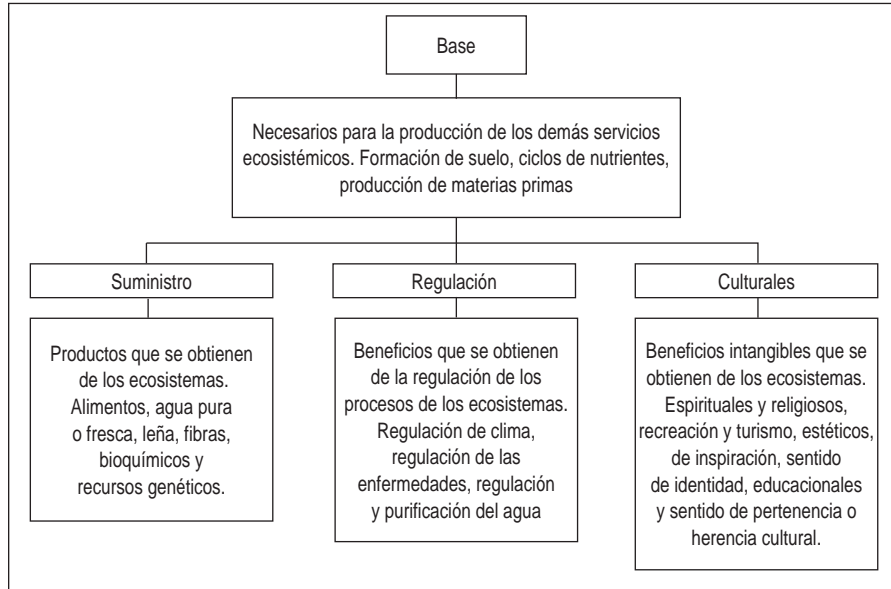 Base
Necesarios para la producción de los demás servicios
ecosistémicos. Formación de suelo, ciclos de nutrientes,
producción de materias primas
Suministro
Productos que se obtienen
de los ecosistemas.
Alimentos, agua pura
o fresca, leña, fibras,
bioquímicos y
recursos genéticos.
Regulación
Beneficios que se obtienen
de la regulación de los
procesos de los ecosistemas.
Regulación de clima,
regulación de las
enfermedades, regulación
y purificación del agua
Culturales
Beneficios intangibles que se
obtienen de los ecosistemas.
Espirituales y religiosos,
recreación y turismo, estéticos,
de inspiración, sentido
de identidad, educacionales
y sentido de pertenencia o
herencia cultural.